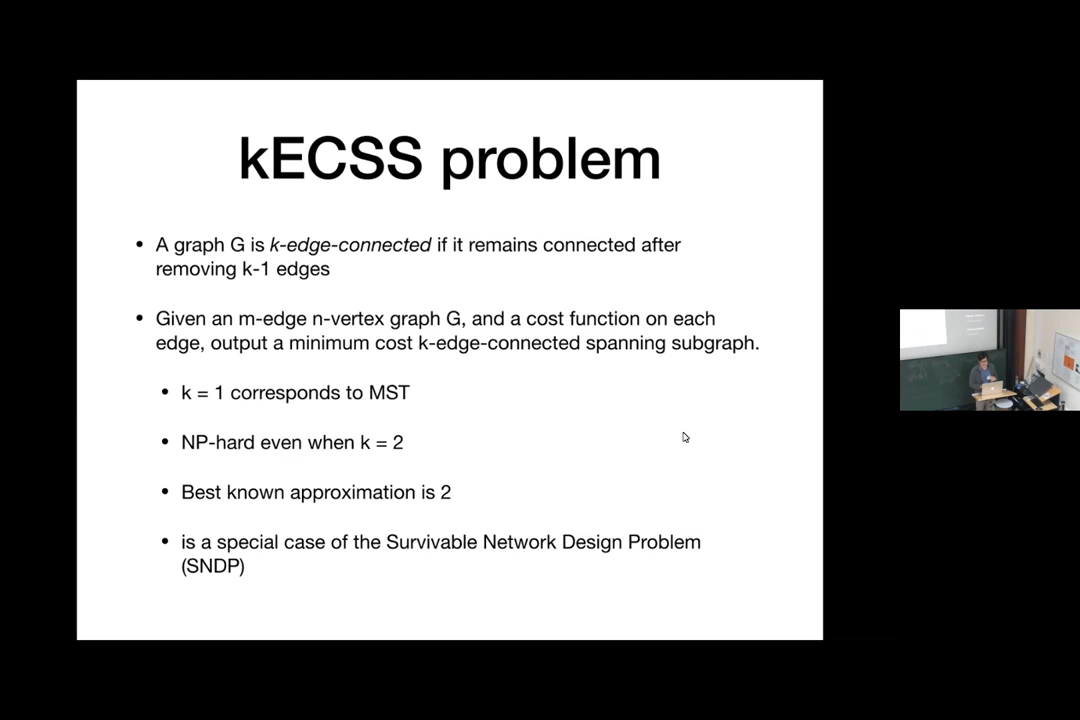 kECSS problem
• A graph G is k-edge-connected if it remains connected after
removing k-1 edges
• Given an m-edge n-vertex graph G, and a cost function on each
edge, output a minimum cost k-edge-connected spanning subgraph.
• k = 1 corresponds to MST
• NP-hard even when k = 2
• Best known approximation is 2
• is a special case of the Survivable Network Design Problem
(SNDP)